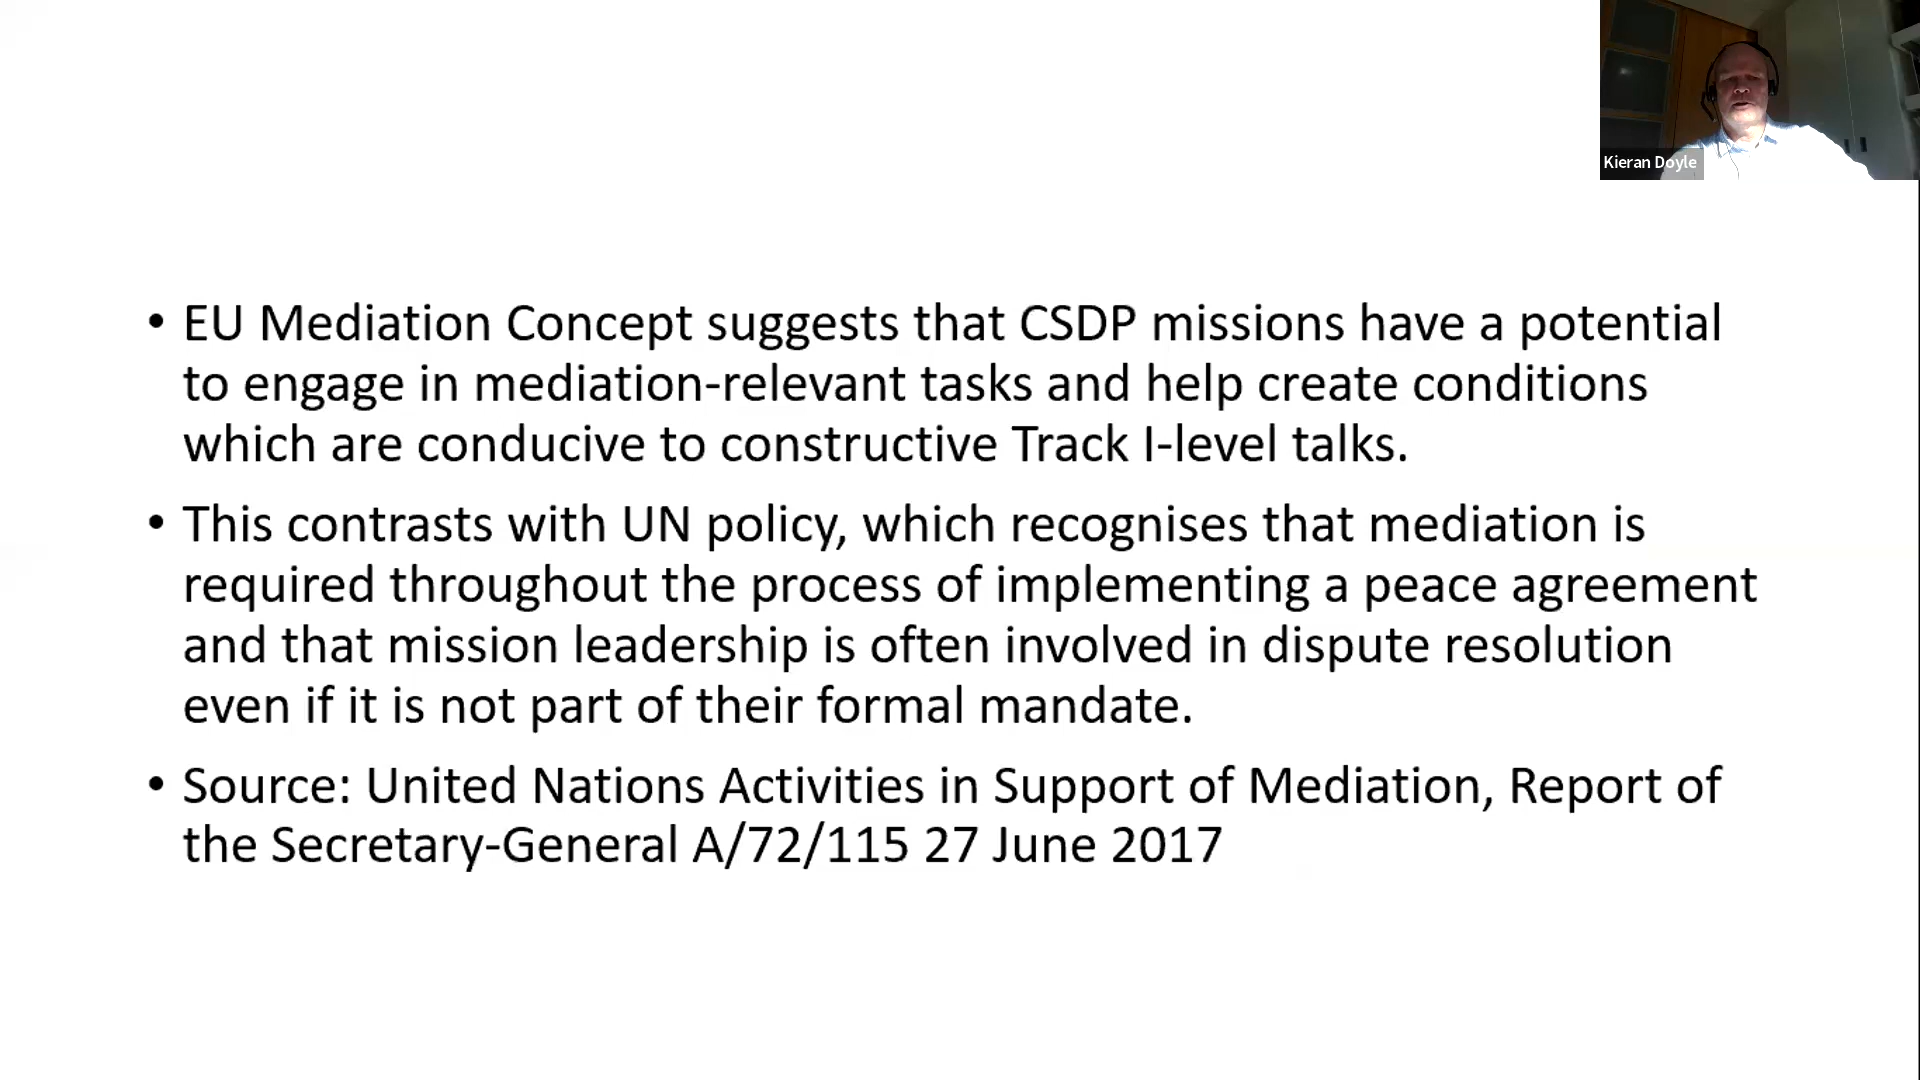 Kieran Doyle
• EU Mediation Concept suggests that CSDP missions have a potential
to engage in mediation-relevant tasks and help create conditions
which are conducive to constructive Track I-level talks.
• This contrasts with UN policy, which recognises that mediation is
required throughout the process of implementing a peace agreement
and that mission leadership is often involved in dispute resolution
even if it is not part of their formal mandate.
• Source: United Nations Activities in Support of Mediation, Report of
the Secretary-General A/72/115 27 June 2017